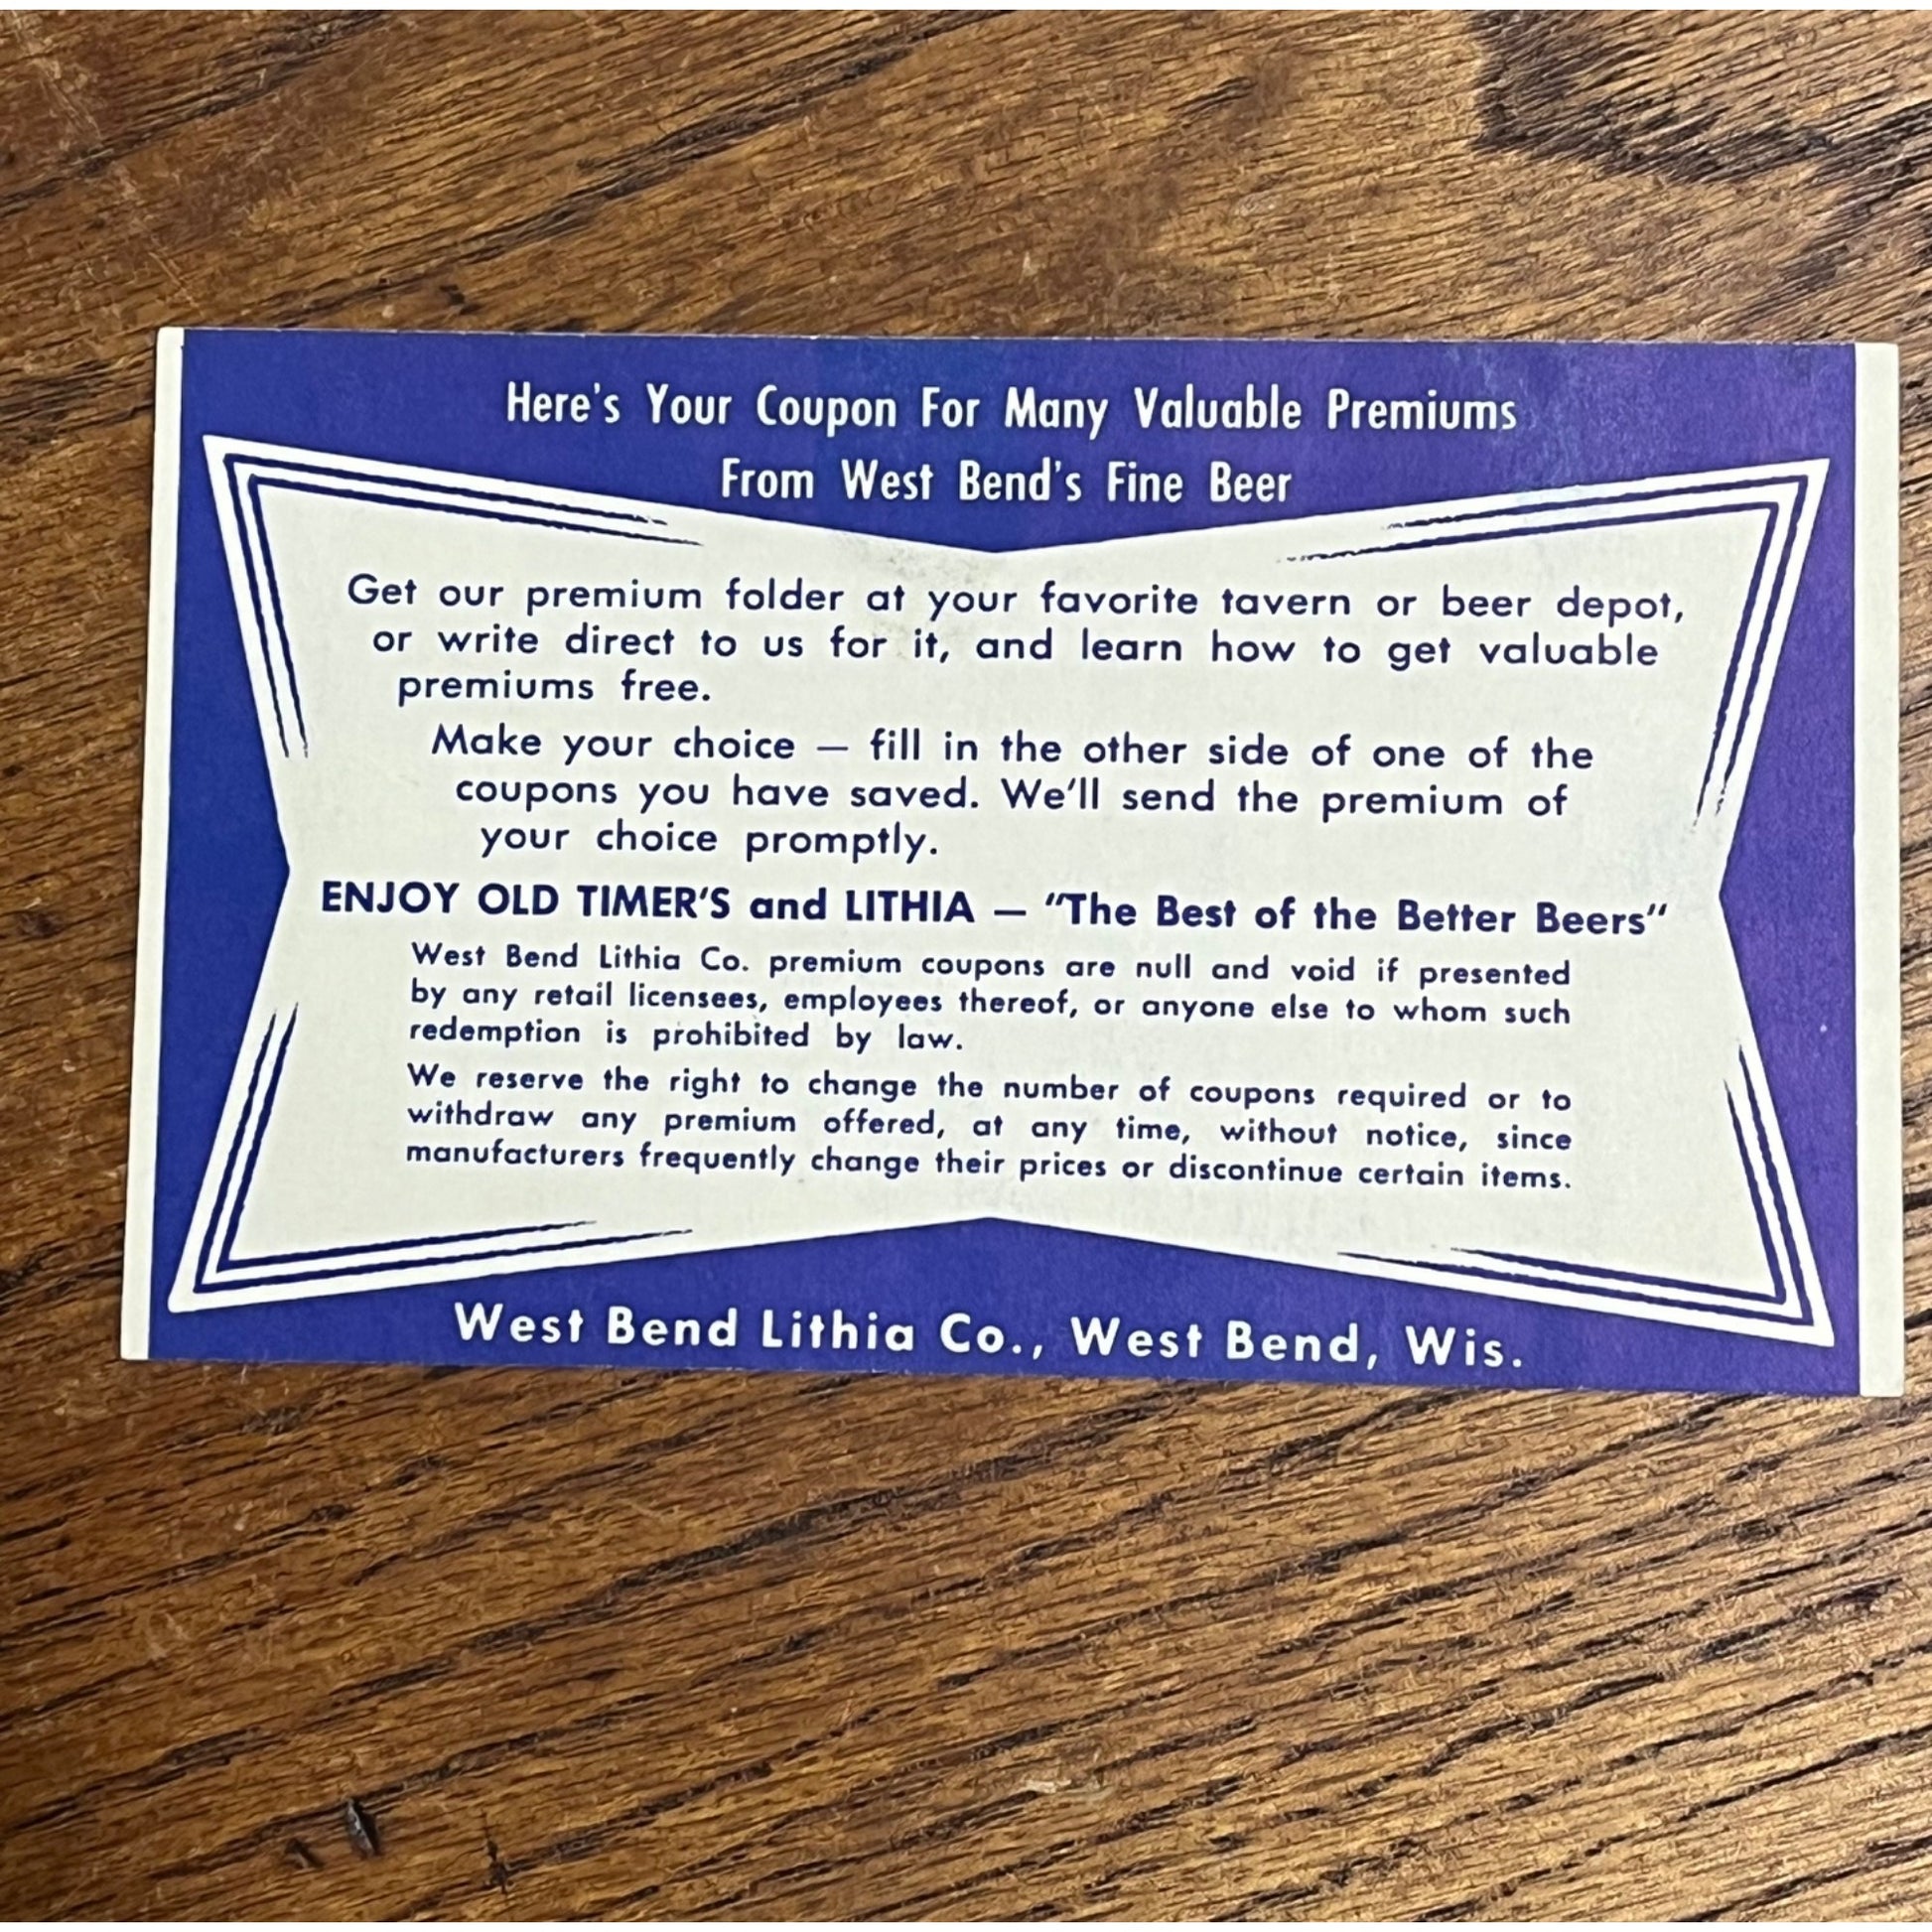 Here's Your Coupon For Many Valuable Premiums
From West Bend's Fine Beer
Get our premium folder at your favorite tavern or beer depot,
or write direct to us for it, and learn how to get valuable
premiums free.
Make your choice — fill in the other side of one of the
coupons you have saved. We'll send the premium of
your choice promptly.
ENJOY OLD TIMER'S and LITHIA — "The Best of the Better Beers"
West Bend Lithia Co. premium coupons are null and void if presented
by any retail licensees, employees thereof, or anyone else to whom such
redemption is prohibited by law.
We reserve the right to change the number of coupons required or to
withdraw any premium offered, at any time, without notice, since
manufacturers frequently change their prices or discontinue certain items.
West Bend Lithia Co., West Bend, Wis.